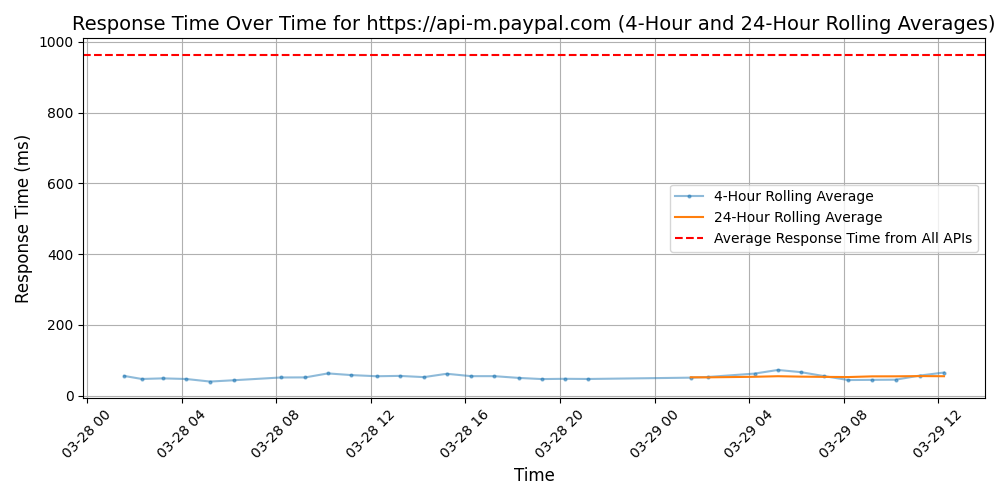 Response Time Over Time for https://api-m.paypal.com (4-Hour and 24-Hour Rolling Averages)
Response Time (ms)
1000
800
600
400
200
0
4-Hour Rolling Average
24-Hour Rolling Average
Average Response Time from All APIs
03-28 00
03-28 04
03-28 08
03-28 12
03-28 16
03-28 20
03-29 00
03-29 04
03-29 08
03-29 12
Time